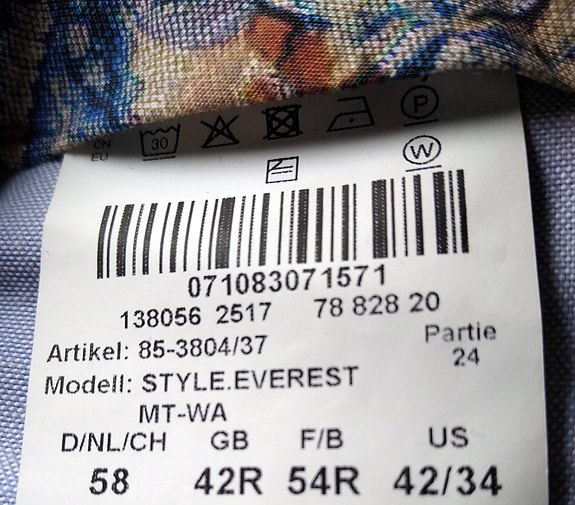 CN
EU
30
P
W
071083071571
138056 2517 78 828 20
Artikel: 85-3804/37
Partie
24
Modell: STYLE.EVEREST
MT-WA
D/NL/CH GB F/B US
58 42R 54R 42/34